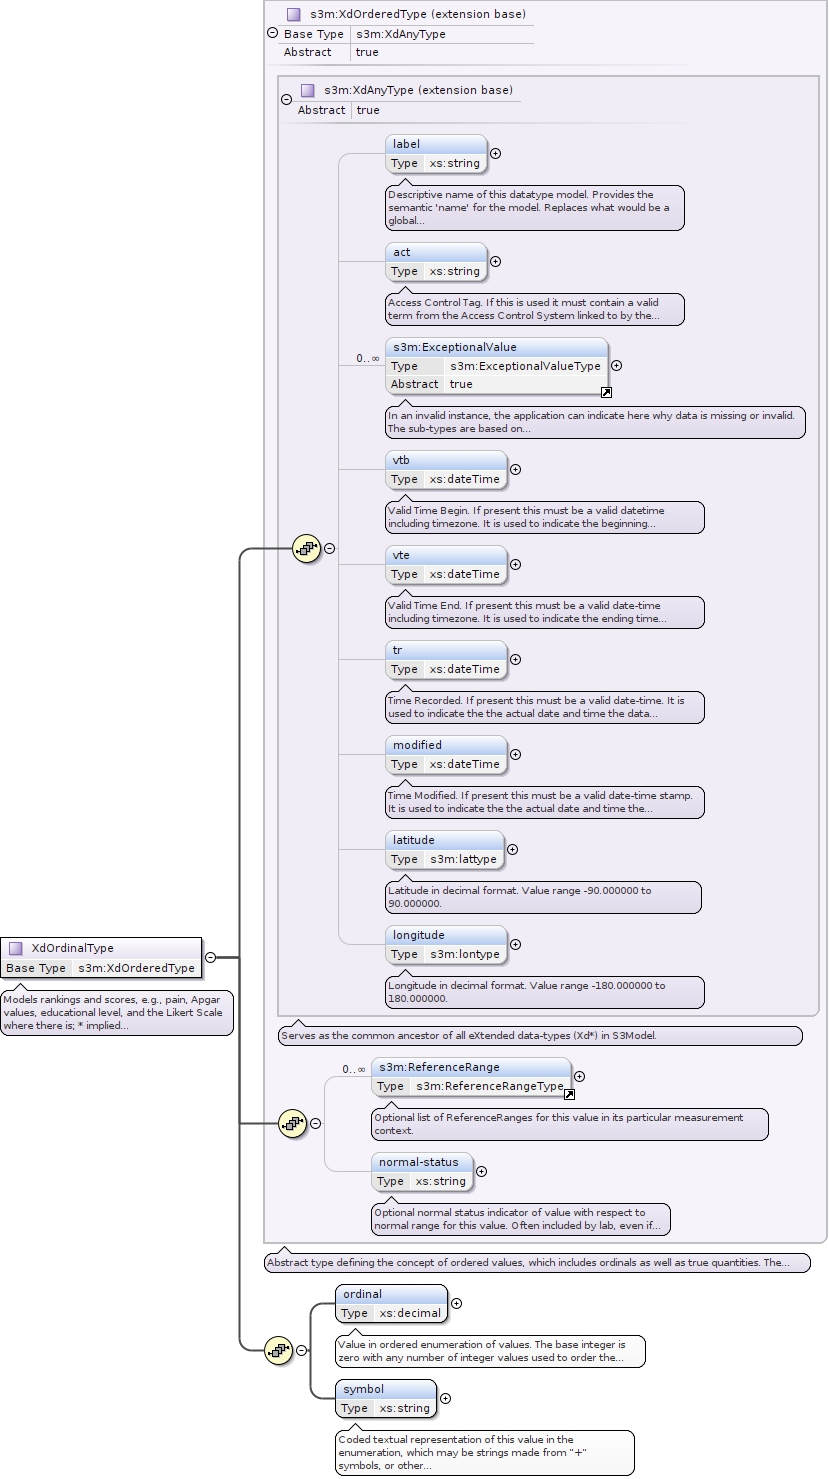 s3m:XdOrderedType (extension base)
Base Type s3m:XdAnyType
Abstract true
s3m:XdAnyType (extension base)
Abstract true
label
Type xs:string
Descriptive name of this datatype model. Provides the
semantic 'name' for the model. Replaces what would be a
global...
act
Type xs:string
Access Control Tag. If this is used it must contain a valid
term from the Access Control System linked to by the...
0..∞
s3m:ExceptionalValue
Type s3m:ExceptionalValueType
Abstract true
In an invalid instance, the application can indicate here why data is missing or invalid.
The sub-types are based on...
vtb
Type xs:dateTime
Valid Time Begin. If present this must be a valid datetime
including timezone. It is used to indicate the beginning...
vte
Type xs:dateTime
Valid Time End. If present this must be a valid date-time
including timezone. It is used to indicate the ending time...
tr
Type xs:dateTime
Time Recorded. If present this must be a valid date-time. It is
used to indicate the the actual date and time the data...
modified
Type xs:dateTime
Time Modified. If present this must be a valid date-time stamp.
It is used to indicate the the actual date and time the...
latitude
Type s3m:lattype
Latitude in decimal format. Value range -90.000000 to
90.000000.
longitude
Type s3m:lontype
Longitude in decimal format. Value range -180.000000 to
180.000000.
XdOrdinalType
Base Type s3m:XdOrderedType
Models rankings and scores, e.g., pain, Apgar
values, educational level, and the Likert Scale
where there is; * implied...
Serves as the common ancestor of all eXtended data-types (Xd*) in S3Model.
0..∞
s3m:ReferenceRange
Type s3m:ReferenceRangeType
Optional list of ReferenceRanges for this value in its particular measurement
context.
normal-status
Type xs:string
Optional normal status indicator of value with respect to
normal range for this value. Often included by lab, even if...
Abstract type defining the concept of ordered values, which includes ordinals as well as true quantities. The...
ordinal
Type xs:decimal
Value in ordered enumeration of values. The base integer is
zero with any number of integer values used to order the...
symbol
Type xs:string
Coded textual representation of this value in the
enumeration, which may be strings made from "+"
symbols, or other...